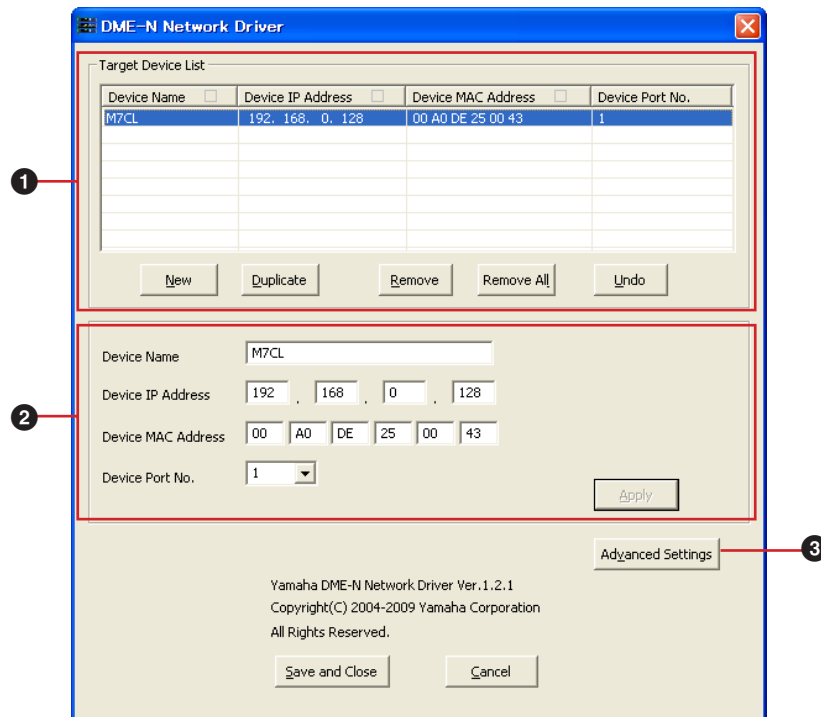 DME-N Network Driver
Target Device List
Device Name Device IP Address Device MAC Address Device Port No.
M7CL 192. 168. 0. 128 00 A0 DE 25 00 43 1
1
New Duplicate Remove Remove All Undo
2
Device Name M7CL
Device IP Address 192 . 168 . 0 . 128
Device MAC Address 00 A0 DE 25 00 43
Device Port No. 1
Apply
Advanced Settings 3
Yamaha DME-N Network Driver Ver.1.2.1
Copyright(C) 2004-2009 Yamaha Corporation
All Rights Reserved.
Save and Close Cancel